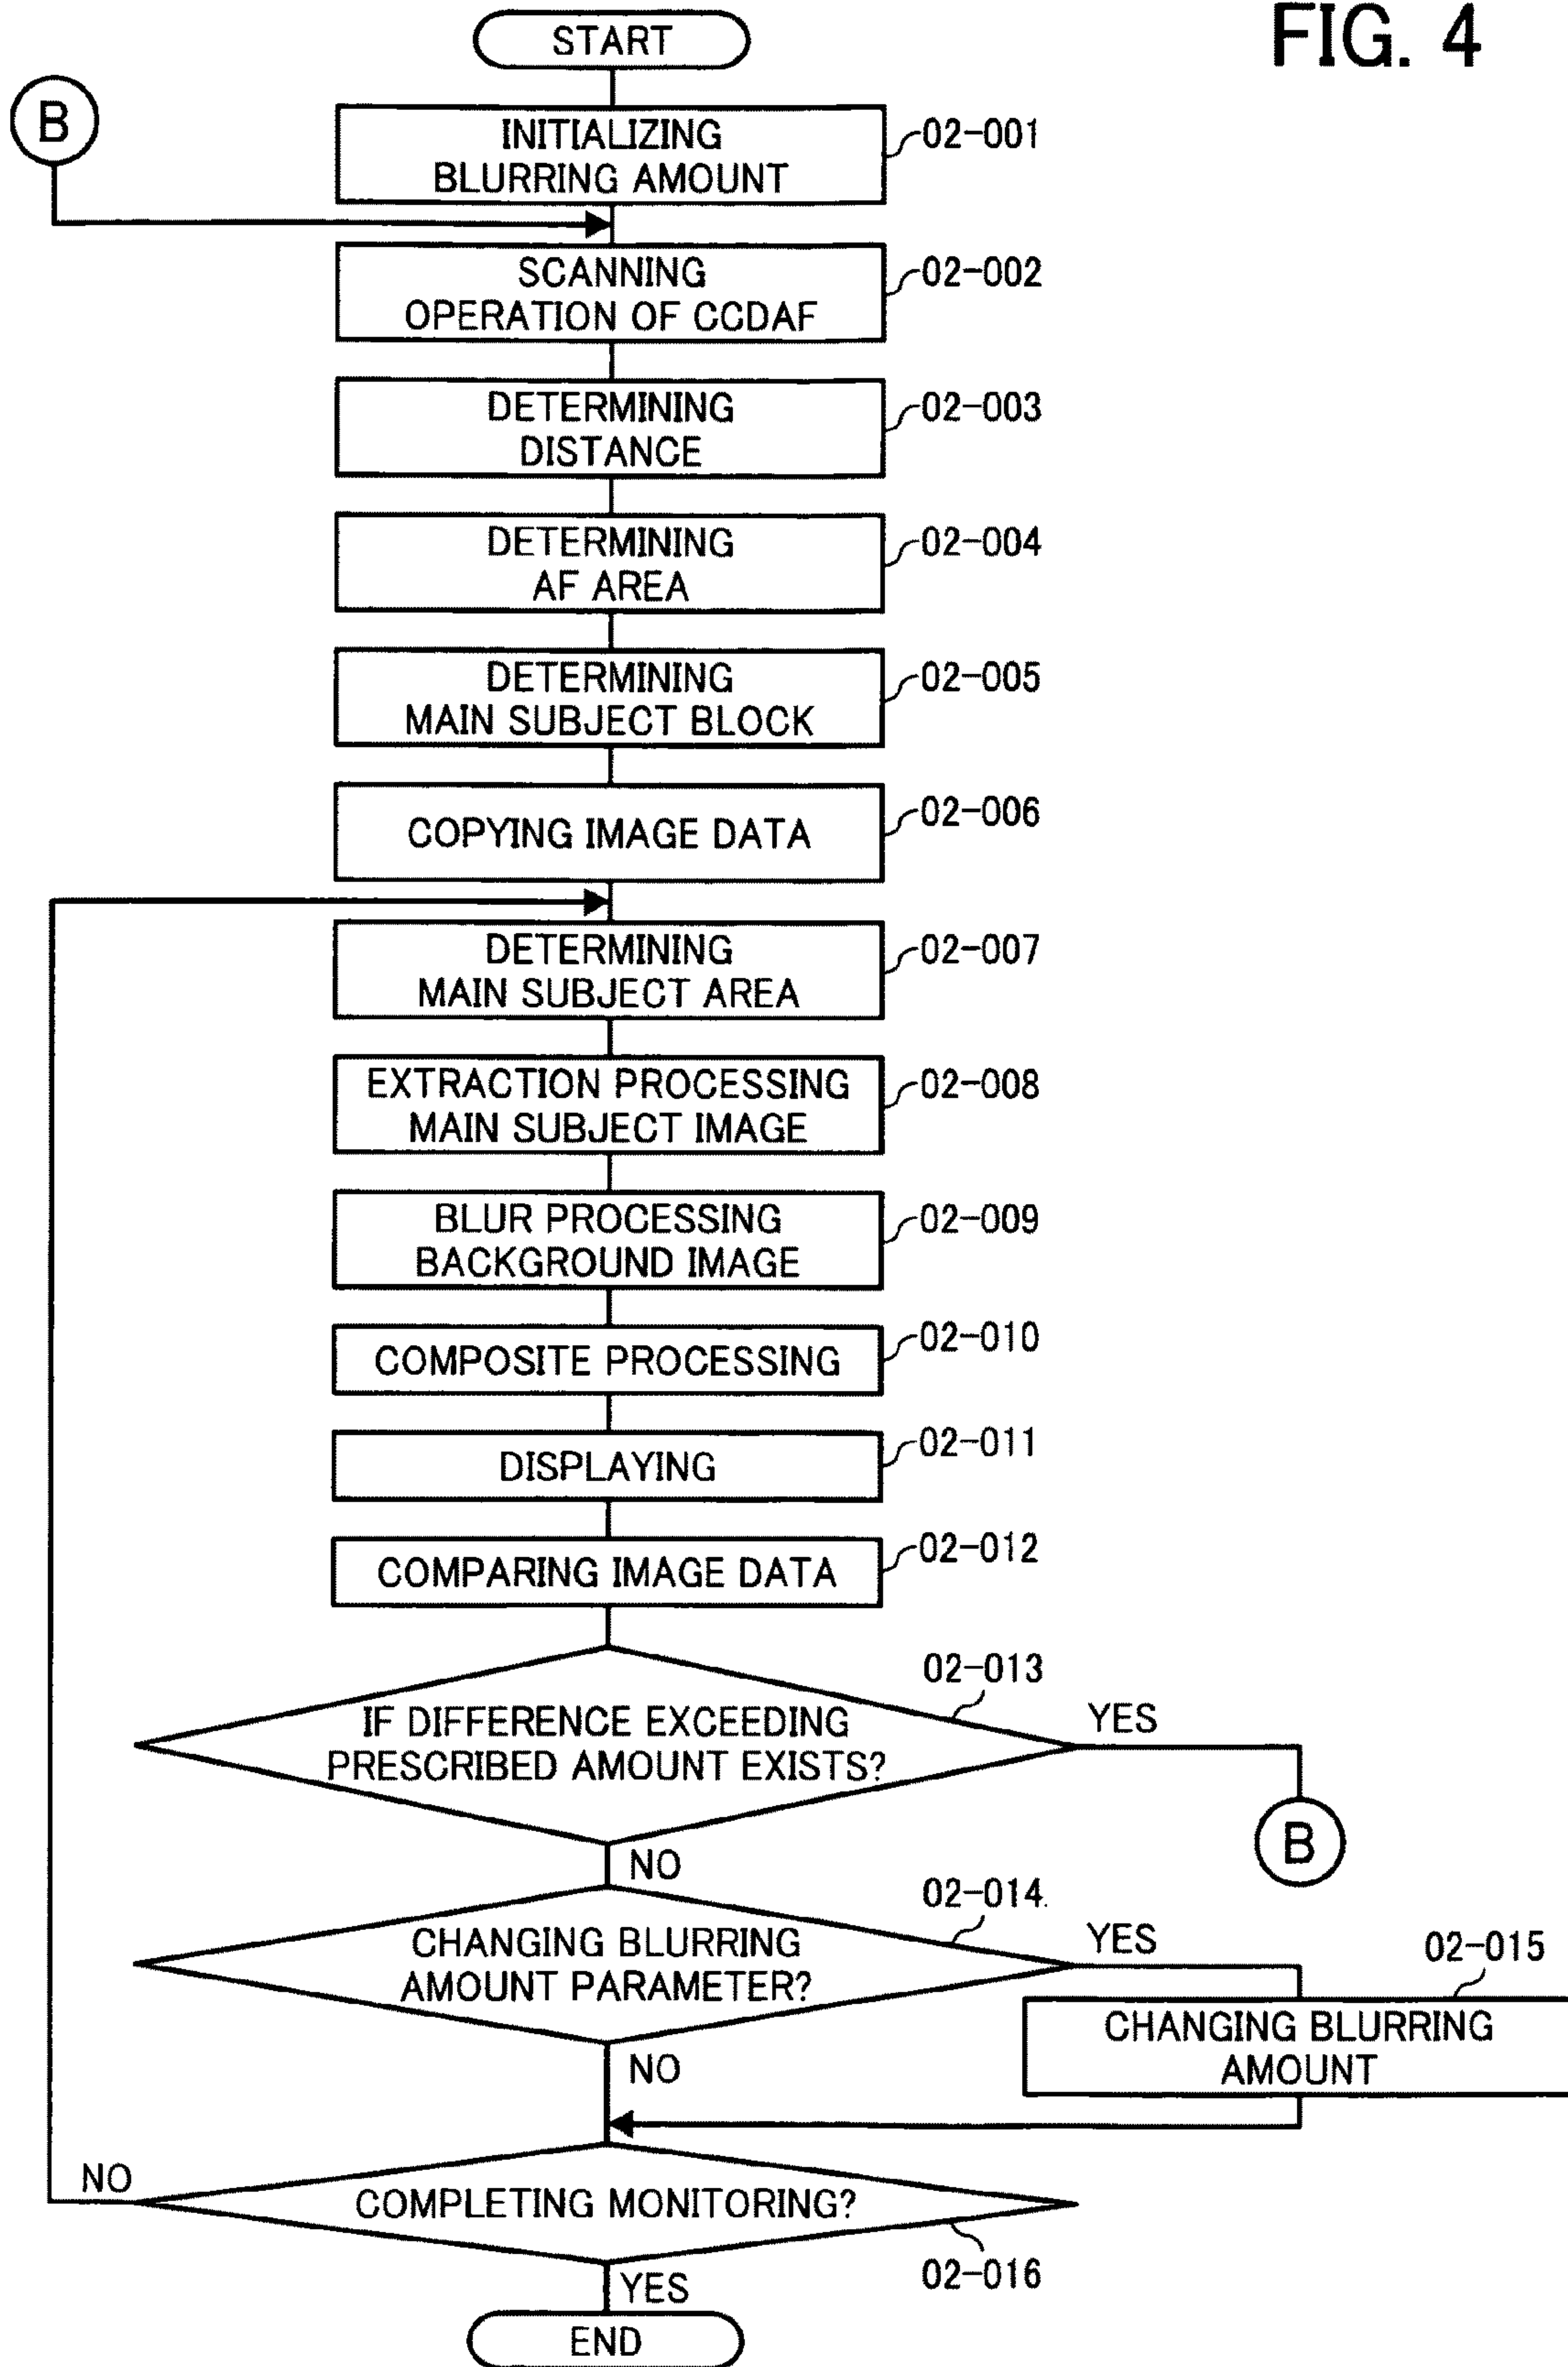 FIG. 4
START
B
INITIALIZING
BLURRING AMOUNT
02-001
SCANNING
OPERATION OF CCDAF
02-002
DETERMINING
DISTANCE
02-003
DETERMINING
AF AREA
02-004
DETERMINING
MAIN SUBJECT BLOCK
02-005
COPYING IMAGE DATA
02-006
DETERMINING
MAIN SUBJECT AREA
02-007
EXTRACTION PROCESSING
MAIN SUBJECT IMAGE
02-008
BLUR PROCESSING
BACKGROUND IMAGE
02-009
COMPOSITE PROCESSING
02-010
DISPLAYING
02-011
COMPARING IMAGE DATA
02-012
IF DIFFERENCE EXCEEDING
PRESCRIBED AMOUNT EXISTS?
02-013
YES
B
NO
CHANGING BLURRING
AMOUNT PARAMETER?
02-014
YES
02-015
CHANGING BLURRING
AMOUNT
NO
NO
COMPLETING MONITORING?
02-016
YES
END